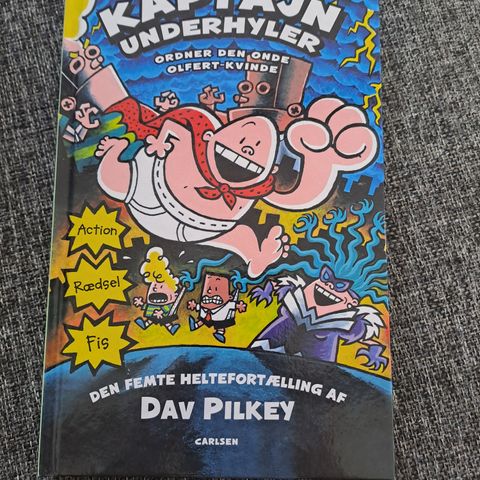 KAPTAJN
UNDERHYLER
ORDNER DEN ONDE
OLFERT-KVINDE
Action
Rædsel
Fis
DEN FEMTE HELTEFORTÆLLING AF
DAV PILKEY
CARLSEN